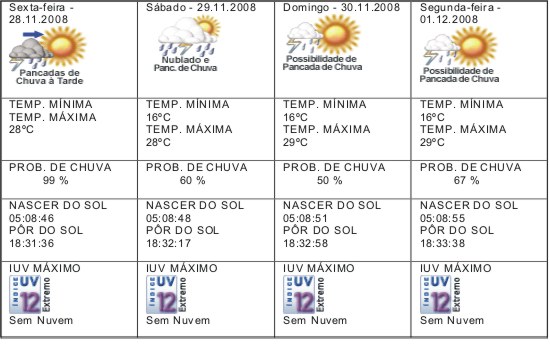 Sexta-feira -
28.11.2008
Pancadas de
Chuva à Tarde
TEMP. MÍNIMA
TEMP. MÁXIMA
28ºC
PROB. DE CHUVA
99 %
NASCER DO SOL
05:08:46
PÔR DO SOL
18:31:36
IUV MÁXIMO
ÍNDICE
UV
12
Extremo
Sem Nuvem
Sábado - 29.11.2008
Nublado e
Panc. de Chuva
TEMP. MÍNIMA
16ºC
TEMP. MÁXIMA
28ºC
PROB. DE CHUVA
60 %
NASCER DO SOL
05:08:48
PÔR DO SOL
18:32:17
IUV MÁXIMO
ÍNDICE
UV
12
Extremo
Sem Nuvem
Domingo - 30.11.2008
Possibilidade de
Pancada de Chuva
TEMP. MÍNIMA
16ºC
TEMP. MÁXIMA
29ºC
PROB. DE CHUVA
50 %
NASCER DO SOL
05:08:51
PÔR DO SOL
18:32:58
IUV MÁXIMO
ÍNDICE
UV
12
Extremo
Sem Nuvem
Segunda-feira -
01.12.2008
Possibilidade de
Pancada de Chuva
TEMP. MÍNIMA
16ºC
TEMP. MÁXIMA
29ºC
PROB. DE CHUVA
67 %
NASCER DO SOL
05:08:55
PÔR DO SOL
18:33:38
IUV MÁXIMO
ÍNDICE
UV
12
Extremo
Sem Nuvem